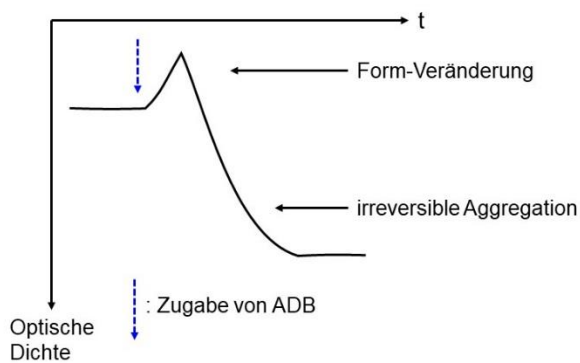 t
Form-Veränderung
irreversible Aggregation
: Zugabe von ADB
Optische
Dichte